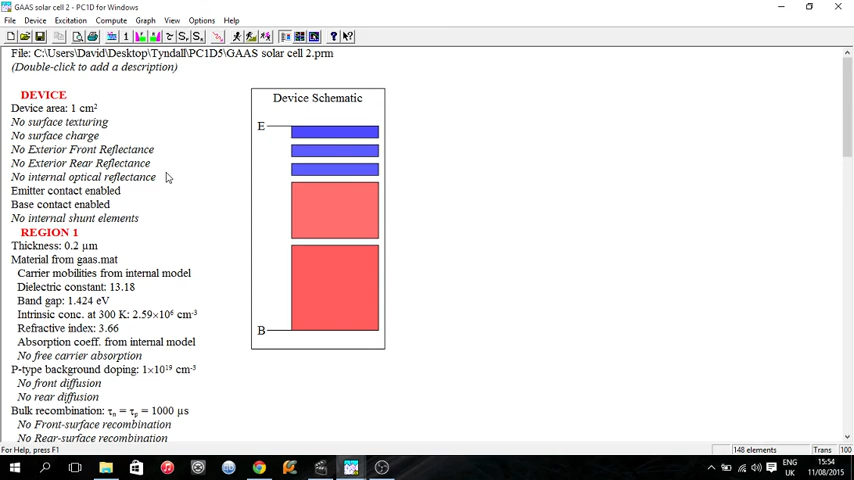 GAAS solar cell 2 - PC1D for Windows
File Device Excitation Compute Graph View Options Help
File: C:\Users\David\Desktop\Tyndall\PC1D5\GAAS solar cell 2.prm
(Double-click to add a description)
DEVICE
Device area: 1 cm²
No surface texturing
No surface charge
No Exterior Front Reflectance
No Exterior Rear Reflectance
No internal optical reflectance
Emitter contact enabled
Base contact enabled
No internal shunt elements
REGION 1
Thickness: 0.2 µm
Material from gaas.mat
Carrier mobilities from internal model
Dielectric constant: 13.18
Band gap: 1.424 eV
Intrinsic conc. at 300 K: 2.59×10⁶ cm⁻³
Refractive index: 3.66
Absorption coeff. from internal model
No free carrier absorption
P-type background doping: 1×10¹⁹ cm⁻³
No front diffusion
No rear diffusion
Bulk recombination: τn = τp = 1000 µs
No Front-surface recombination
No Rear-surface recombination
Device Schematic
E
B
For Help, press F1
148 elements
Trans
100
ENG
UK
15:54
11/08/2015